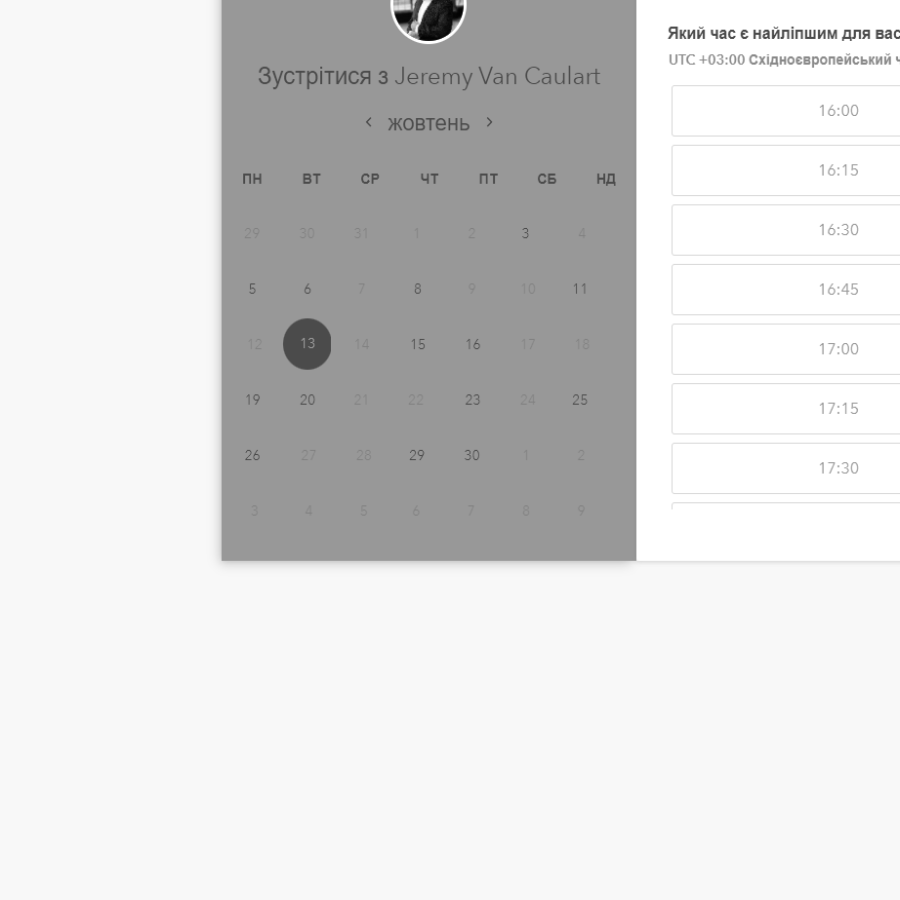 Зустрітися з Jeremy Van Caulart
‹ жовтень ›
ПН ВТ СР ЧТ ПТ СБ НД
29 30 31 1 2 3 4
5 6 7 8 9 10 11
12 13 14 15 16 17 18
19 20 21 22 23 24 25
26 27 28 29 30 1 2
3 4 5 6 7 8 9
Який час є найліпшим для вас
UTC +03:00 Східноєвропейський
16:00
16:15
16:30
16:45
17:00
17:15
17:30